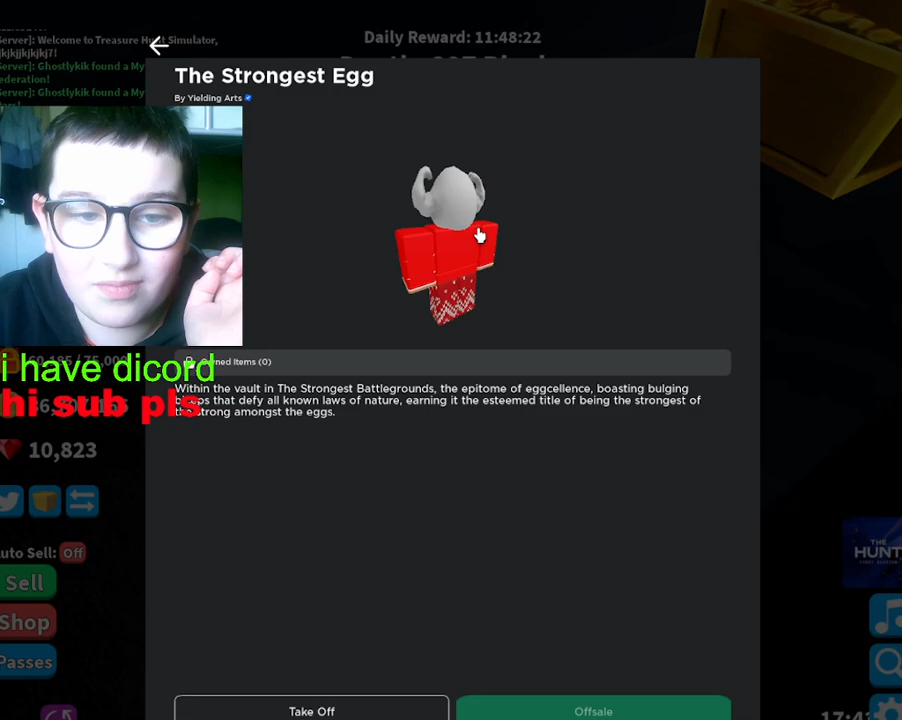 Server]: Welcome to Treasure Hunt Simulator,
Daily Reward: 11:48:22
Server]: Ghostlykik found a My
ederation!
Server]: Ghostlykik found a My
The Strongest Egg
By Yielding Arts
Owned Items (0)
i have dicord
hi sub pls
Within the vault in The Strongest Battlegrounds, the epitome of eggcellence, boasting bulging
that defy all known laws of nature, earning it the esteemed title of being the strongest of
the strong amongst the eggs.
10,823
uto Sell: Off
Sell
Shop
Passes
THE
HUNT
Take Off
Offsale